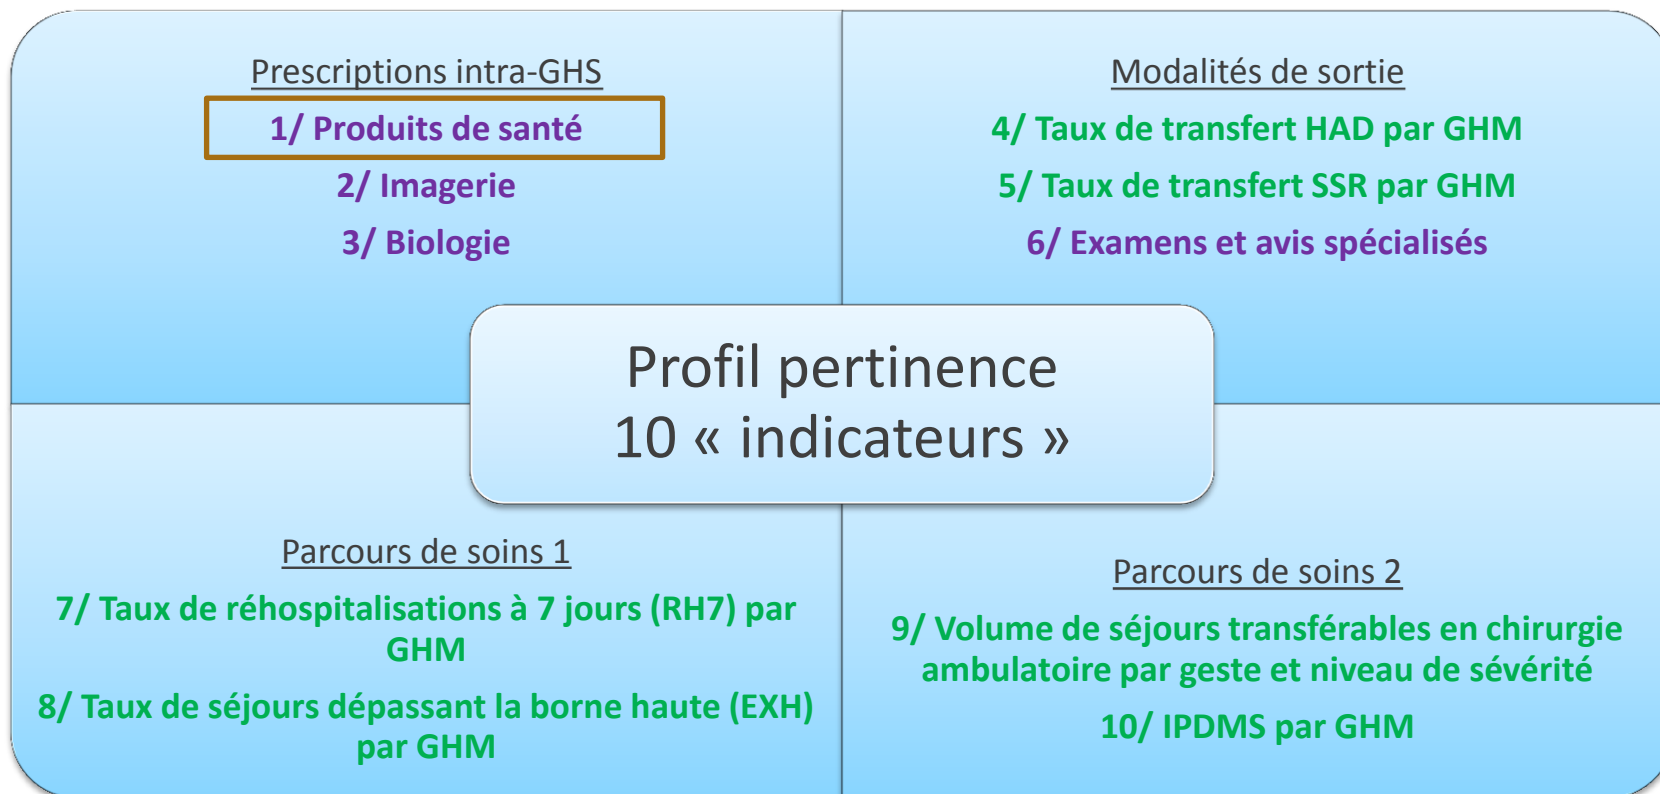 Prescriptions intra-GHS
1/ Produits de santé
2/ Imagerie
3/ Biologie
Modalités de sortie
4/ Taux de transfert HAD par GHM
5/ Taux de transfert SSR par GHM
6/ Examens et avis spécialisés
Profil pertinence
10 « indicateurs »
Parcours de soins 1
7/ Taux de réhospitalisations à 7 jours (RH7) par
GHM
8/ Taux de séjours dépassant la borne haute (EXH)
par GHM
Parcours de soins 2
9/ Volume de séjours transférables en chirurgie
ambulatoire par geste et niveau de sévérité
10/ IPDMS par GHM